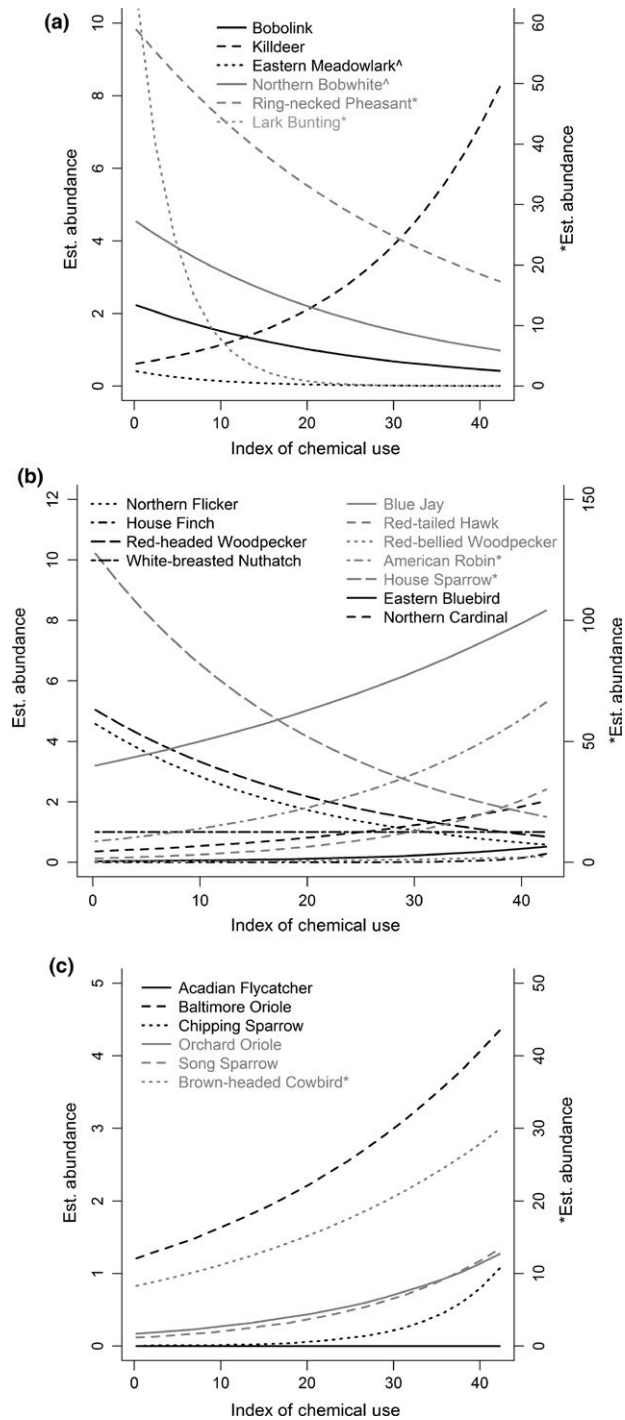 (a)
Bobolink
Killdeer
Eastern Meadowlark^
Northern Bobwhite^
Ring-necked Pheasant*
Lark Bunting*
Est. abundance
10
8
6
4
2
0
*Est. abundance
60
50
40
30
20
10
0
0 10 20 30 40
Index of chemical use
(b)
Northern Flicker
House Finch
Red-headed Woodpecker
White-breasted Nuthatch
Blue Jay
Red-tailed Hawk
Red-bellied Woodpecker
American Robin*
House Sparrow*
Eastern Bluebird
Northern Cardinal
Est. abundance
12
10
8
6
4
2
0
*Est. abundance
150
100
50
0
0 10 20 30 40
Index of chemical use
(c)
Acadian Flycatcher
Baltimore Oriole
Chipping Sparrow
Orchard Oriole
Song Sparrow
Brown-headed Cowbird*
Est. abundance
5
4
3
2
1
0
*Est. abundance
50
40
30
20
10
0
0 10 20 30 40
Index of chemical use